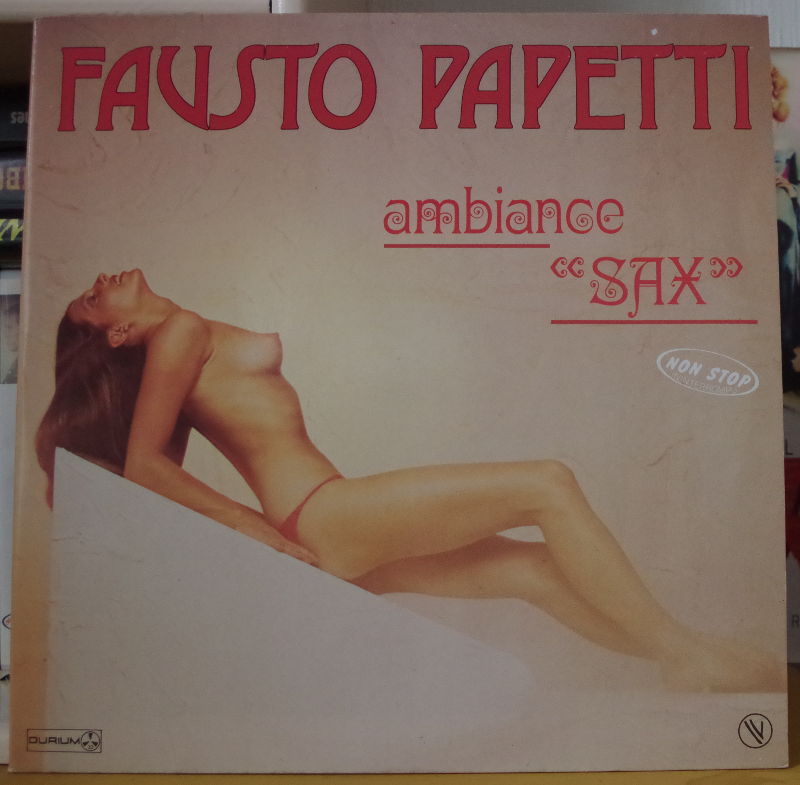 FAUSTO PAPETTI
ambiance
“SAX”
NON STOP
DURIUM